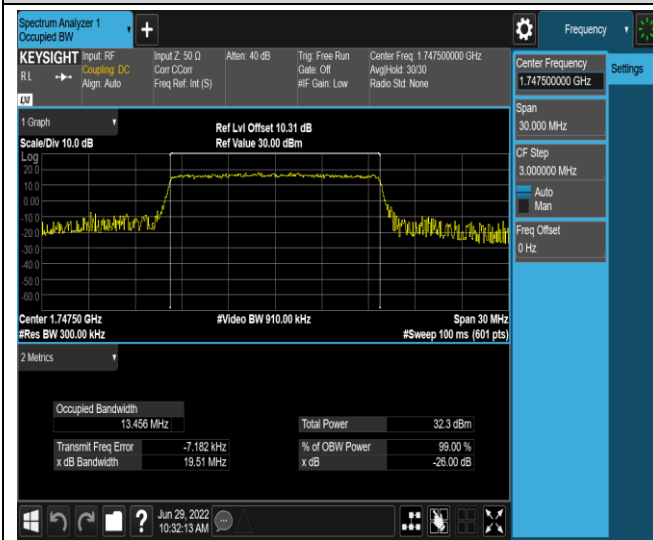 Spectrum Analyzer 1
Occupied BW
+
Frequency
KEYSIGHT
RL
LXI
Input: RF
Coupling: DC
Align: Auto
Input Z: 50 Ω
Corr CCorr
Freq Ref: Int (S)
Atten: 40 dB
Trig: Free Run
Gate: Off
#IF Gain: Low
Center Freq: 1.747500000 GHz
Avg|Hold: 30/30
Radio Std: None
Center Frequency
1.747500000 GHz
Settings
Span
30.000 MHz
CF Step
3.000000 MHz
Auto
Man
Freq Offset
0 Hz
1 Graph
Scale/Div 10.0 dB
Ref Lvl Offset 10.31 dB
Ref Value 30.00 dBm
Log
20.0
10.0
0.00
-10.0
-20.0
-30.0
-40.0
-50.0
-60.0
Center 1.74750 GHz
#Video BW 910.00 kHz
Span 30 MHz
#Res BW 300.00 kHz
#Sweep 100 ms (601 pts)
2 Metrics
Occupied Bandwidth
13.456 MHz
Total Power 32.3 dBm
Transmit Freq Error -7.182 kHz
% of OBW Power 99.00 %
x dB Bandwidth 19.51 MHz
x dB -26.00 dB
?
Jun 29, 2022
10:32:13 AM